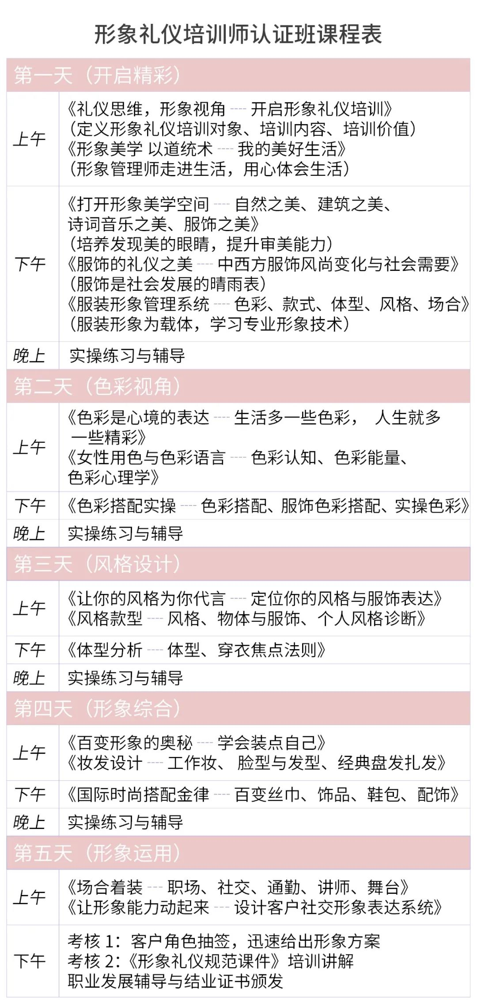 形象礼仪培训师认证班课程表
第一天（开启精彩）
上午
《礼仪思维，形象视角 ---- 开启形象礼仪培训》
（定义形象礼仪培训对象、培训内容、培训价值）
《形象美学 以道统术 ---- 我的美好生活》
（形象管理师走进生活，用心体会生活）
下午
《打开形象美学空间 ---- 自然之美、建筑之美、
诗词音乐之美、服饰之美》
（培养发现美的眼睛，提升审美能力）
《服饰的礼仪之美 ---- 中西方服饰风尚变化与社会需要》
（服饰是社会发展的晴雨表）
《服装形象管理系统 ---- 色彩、款式、体型、风格、场合》
（服装形象为载体，学习专业形象技术）
晚上
实操练习与辅导
第二天（色彩视角）
上午
《色彩是心境的表达 ---- 生活多一些色彩， 人生就多
一些精彩》
《女性用色与色彩语言 ---- 色彩认知、色彩能量、
色彩心理学》
下午
《色彩搭配实操 ---- 色彩搭配、服饰色彩搭配、实操色彩》
晚上
实操练习与辅导
第三天（风格设计）
上午
《让你的风格为你代言 ---- 定位你的风格与服饰表达》
《风格款型 ---- 风格、物体与服饰、个人风格诊断》
下午
《体型分析 ---- 体型、穿衣焦点法则》
晚上
实操练习与辅导
第四天（形象综合）
上午
《百变形象的奥秘 ---- 学会装点自己》
《妆发设计 ---- 工作妆、 脸型与发型、经典盘发扎发》
下午
《国际时尚搭配金律 ---- 百变丝巾、饰品、鞋包、配饰》
晚上
实操练习与辅导
第五天（形象运用）
上午
《场合着装 --- 职场、社交、通勤、讲师、舞台》
《让形象能力动起来 --- 设计客户社交形象表达系统》
下午
考核 1：客户角色抽签，迅速给出形象方案
考核 2：《形象礼仪规范课件》培训讲解
职业发展辅导与结业证书颁发